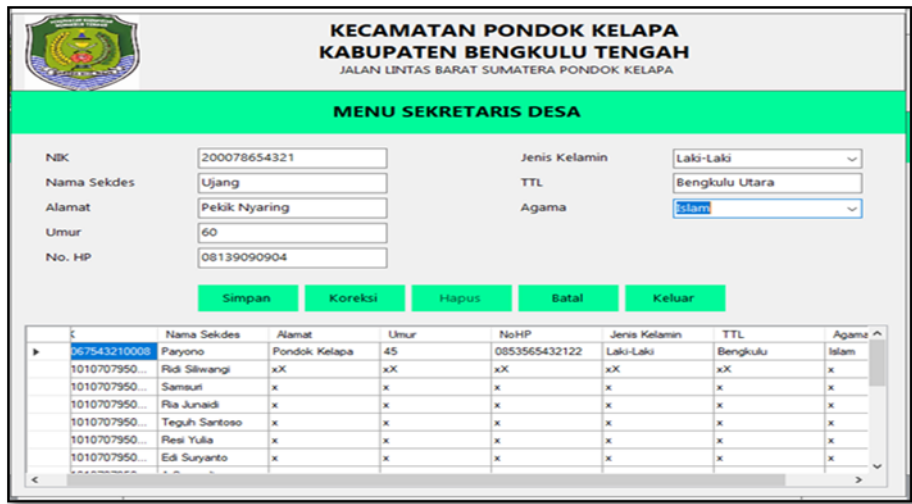 KECAMATAN PONDOK KELAPA
KABUPATEN BENGKULU TENGAH
JALAN LINTAS BARAT SUMATERA PONDOK KELAPA
MENU SEKRETARIS DESA
NIK 200078654321 Jenis Kelamin Laki-Laki
Nama Sekdes Ujang TTL Bengkulu Utara
Alamat Pekik Nyaring Agama Islam
Umur 60
No. HP 08139090904
Simpan Koreksi Hapus Batal Keluar
Nama Sekdes Alamat Umur NoHP Jenis Kelamin TTL Agama
067543210008 Paryono Pondok Kelapa 45 0853565432122 Laki-Laki Bengkulu Islam
1010707950... Ridi Siliwangi xX xX xX xX xX x
1010707950... Samsuri x x x x x x
1010707950... Ria Junaidi x x x x x x
1010707950... Teguh Santoso x x x x x x
1010707950... Resi Yulia x x x x x x
1010707950... Edi Suryanto x x x x x x